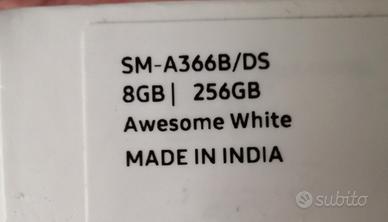 SM-A366B/DS
8GB| 256GB
Awesome White
MADE IN INDIA
subito